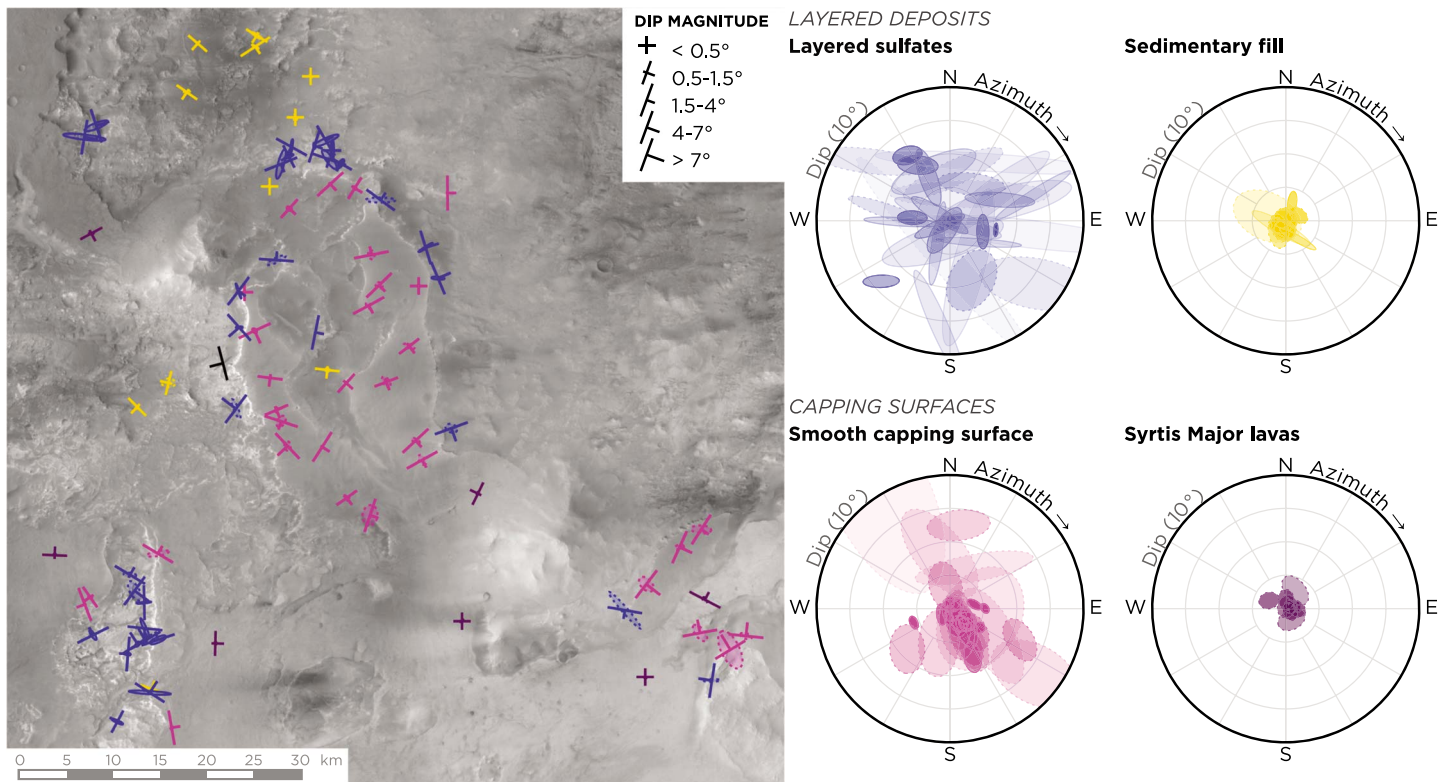 DIP MAGNITUDE
< 0.5°
0.5-1.5°
1.5-4°
4-7°
> 7°
0 5 10 15 20 25 30 km
LAYERED DEPOSITS
Layered sulfates
N
Azimuth →
Dip (10°)
W
E
S
Sedimentary fill
N
Azimuth →
Dip (10°)
W
E
S
CAPPING SURFACES
Smooth capping surface
N
Azimuth →
Dip (10°)
W
E
S
Syrtis Major lavas
N
Azimuth →
Dip (10°)
W
E
S